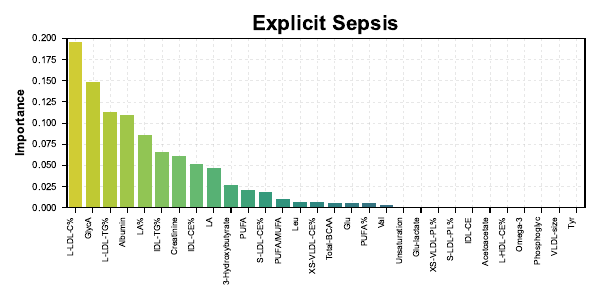 Explicit Sepsis
Importance
0.200
0.175
0.150
0.125
0.100
0.075
0.050
0.025
0.000
L-LDL-C%
GlycA
L-LDL-TG%
Albumin
LA%
IDL-TG%
Creatinine
IDL-CE%
LA
3-Hydroxybutyrate
PUFA
S-LDL-CE%
PUFA/MUFA
Leu
XS-VLDL-CE%
Total-BCAA
Glu
PUFA%
Val
Unsaturation
Glu-lactate
XS-VLDL-PL%
S-LDL-PL%
IDL-CE
Acetoacetate
L-HDL-CE%
Omega-3
Phosphoglyc
VLDL-size
Tyr